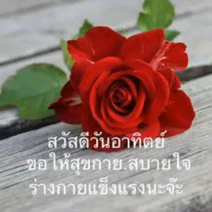 สวัสดีวันอาทิตย์
ขอให้สุขกาย.สบายใจ
ร่างกายแข็งแรงนะจ๊ะ